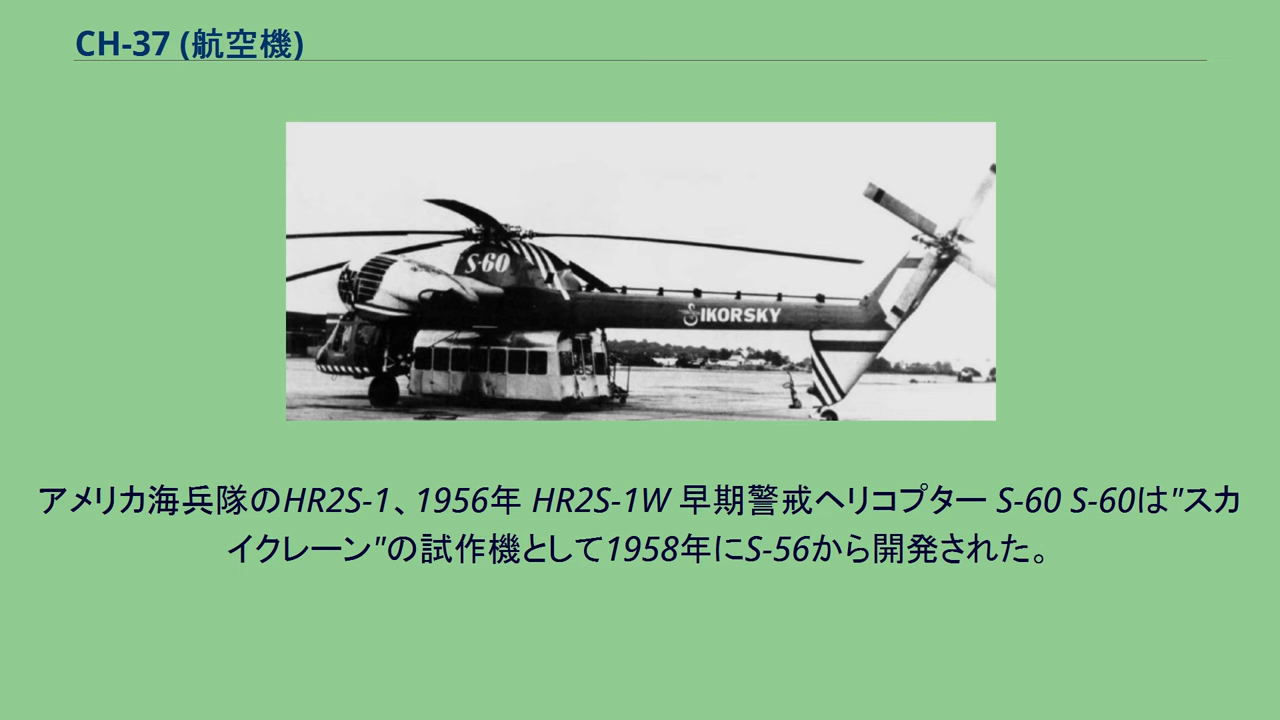 CH-37 (航空機)
S-60
SIKORSKY
アメリカ海兵隊のHR2S-1、1956年 HR2S-1W 早期警戒ヘリコプター S-60 S-60は"スカ
イクレーン"の試作機として1958年にS-56から開発された。